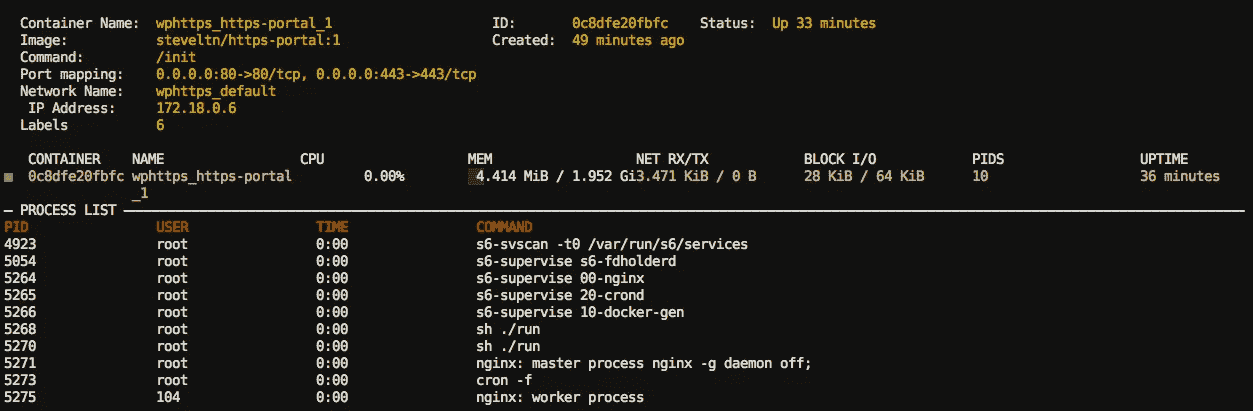 Container Name: wphttps_https-portal_1 ID: 0c8dfe20fbfc Status: Up 33 minutes
Image: steveltn/https-portal:1 Created: 49 minutes ago
Command: /init
Port mapping: 0.0.0.0:80->80/tcp, 0.0.0.0:443->443/tcp
Network Name: wphttps_default
IP Address: 172.18.0.6
Labels 6
CONTAINER NAME CPU MEM NET RX/TX BLOCK I/O PIDS UPTIME
0c8dfe20fbfc wphttps_https-portal 0.00% 4.414 MiB / 1.952 Gi3.471 KiB / 0 B 28 KiB / 64 KiB 10 36 minutes
_1
PROCESS LIST
PID USER TIME COMMAND
4923 root 0:00 s6-svscan -t0 /var/run/s6/services
5054 root 0:00 s6-supervise s6-fdholderd
5264 root 0:00 s6-supervise 00-nginx
5265 root 0:00 s6-supervise 20-crond
5266 root 0:00 s6-supervise 10-docker-gen
5268 root 0:00 sh ./run
5270 root 0:00 sh ./run
5271 root 0:00 nginx: master process nginx -g daemon off;
5273 root 0:00 cron -f
5275 104 0:00 nginx: worker process